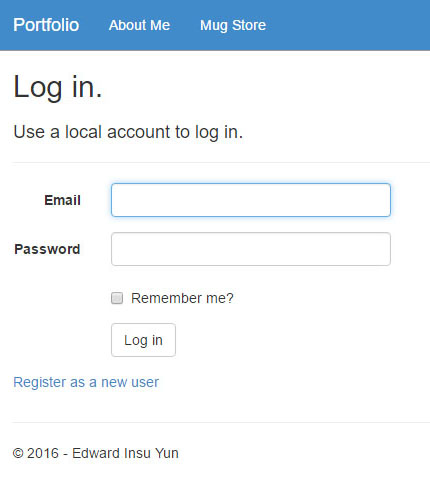 Portfolio About Me Mug Store
Log in.
Use a local account to log in.
Email
Password
Remember me?
Log in
Register as a new user
© 2016 - Edward Insu Yun